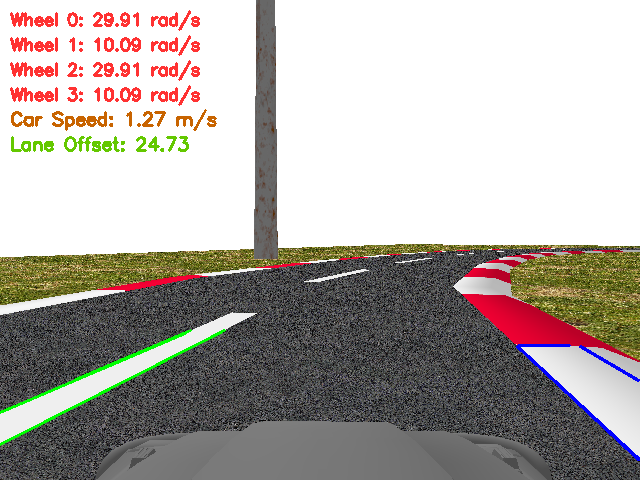 Wheel 0: 29.91 rad/s
Wheel 1: 10.09 rad/s
Wheel 2: 29.91 rad/s
Wheel 3: 10.09 rad/s
Car Speed: 1.27 m/s
Lane Offset: 24.73